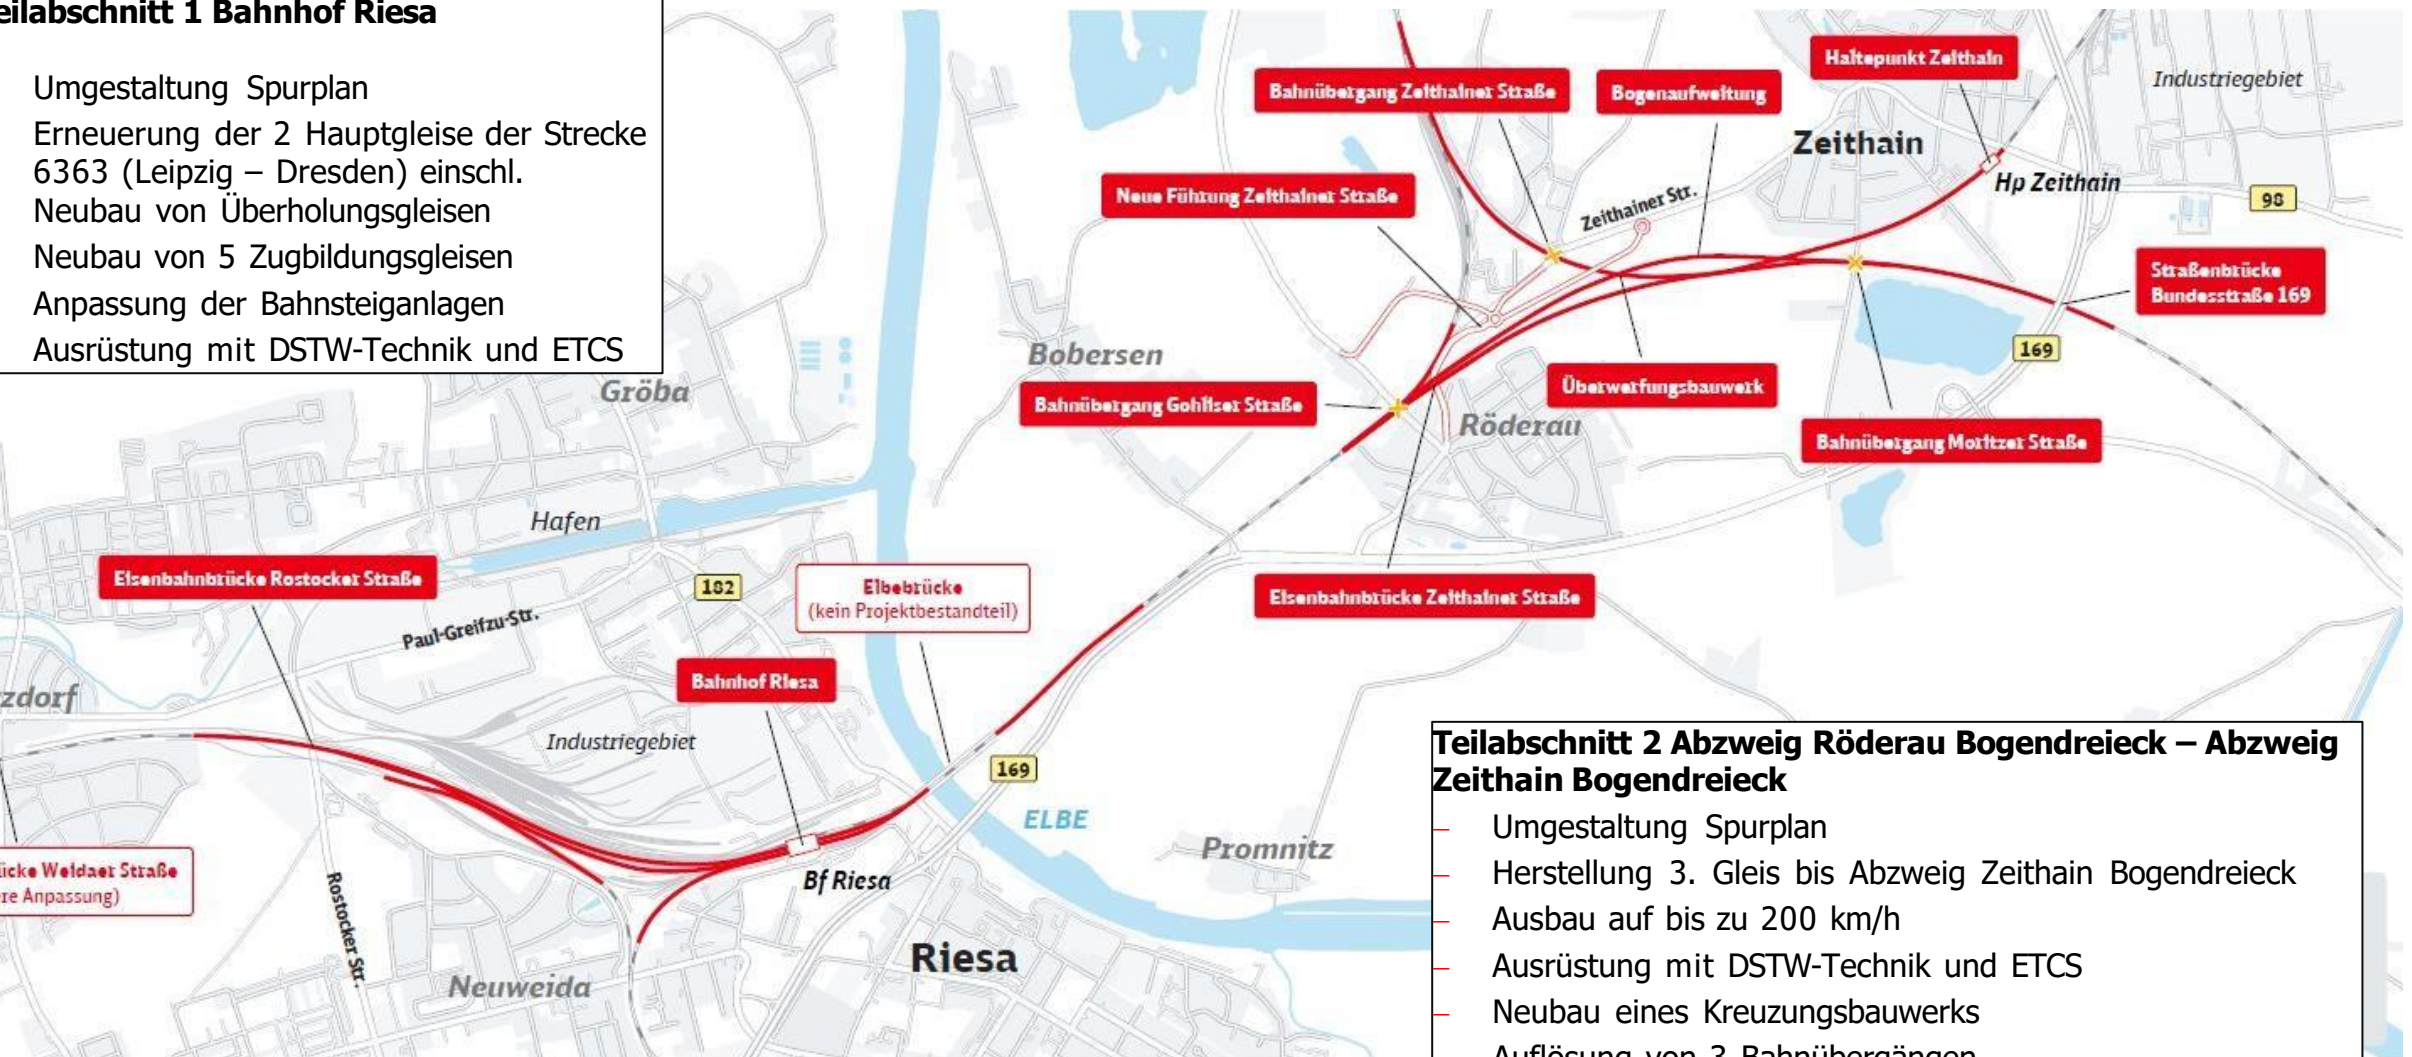 eilabschnitt 1 Bahnhof Riesa
Umgestaltung Spurplan
Erneuerung der 2 Hauptgleise der Strecke
6363 (Leipzig – Dresden) einschl.
Neubau von Überholungsgleisen
Neubau von 5 Zugbildungsgleisen
Anpassung der Bahnsteiganlagen
Ausrüstung mit DSTW-Technik und ETCS
Haltepunkt Zeithain
Bahnübergang Zeithainer Straße
Bogenaufweitung
Industriegebiet
Zeithain
Neue Führung Zeithainer Straße
Zeithainer Str.
Hp Zeithain
98
Straßenbrücke
Bundesstraße 169
169
Bobersen
Gröba
Überwerfungsbauwerk
Bahnübergang Gohliser Straße
Röderau
Bahnübergang Moritzer Straße
Hafen
Eisenbahnbrücke Rostocker Straße
182
Elbebrücke
(kein Projektbestandteil)
Eisenbahnbrücke Zeithainer Straße
Paul-Greifzu-Str.
Bahnhof Riesa
zdorf
Industriegebiet
169
ELBE
Promnitz
ücke Weidaer Straße
re Anpassung)
Bf Riesa
Rostocker Str.
Riesa
Neuweida
Teilabschnitt 2 Abzweig Röderau Bogendreieck – Abzweig
Zeithain Bogendreieck
– Umgestaltung Spurplan
– Herstellung 3. Gleis bis Abzweig Zeithain Bogendreieck
– Ausbau auf bis zu 200 km/h
– Ausrüstung mit DSTW-Technik und ETCS
– Neubau eines Kreuzungsbauwerks
Auflösung von 3 Bahnübergängen